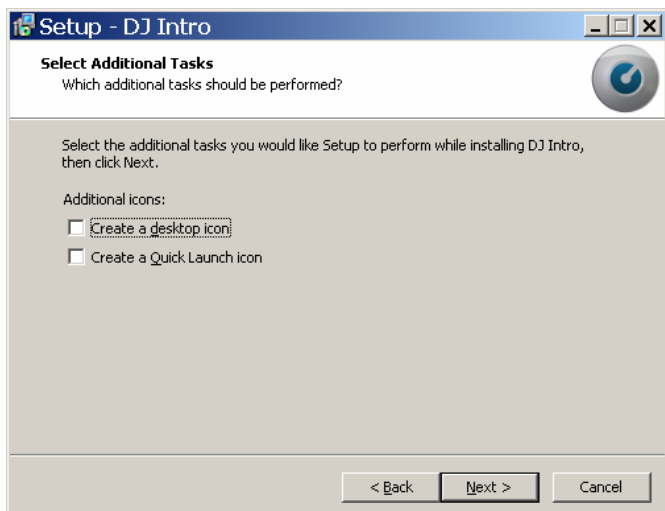 Setup - DJ Intro
Select Additional Tasks
Which additional tasks should be performed?
Select the additional tasks you would like Setup to perform while installing DJ Intro,
then click Next.
Additional icons:
Create a desktop icon
Create a Quick Launch icon
< Back
Next >
Cancel